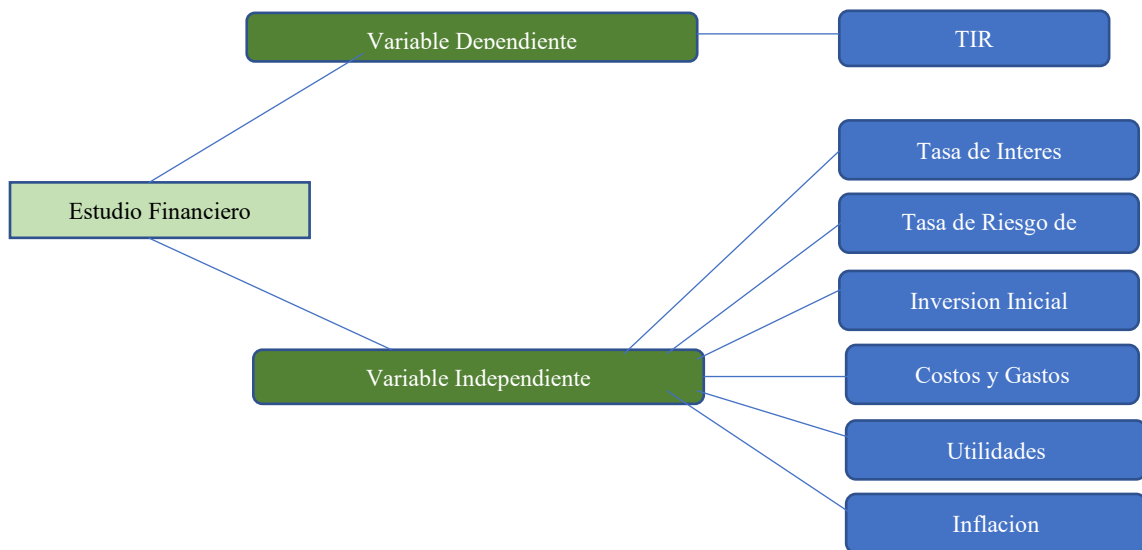 Variable Dependiente
TIR
Tasa de Interes
Estudio Financiero
Tasa de Riesgo de
Inversion Inicial
Variable Independiente
Costos y Gastos
Utilidades
Inflacion